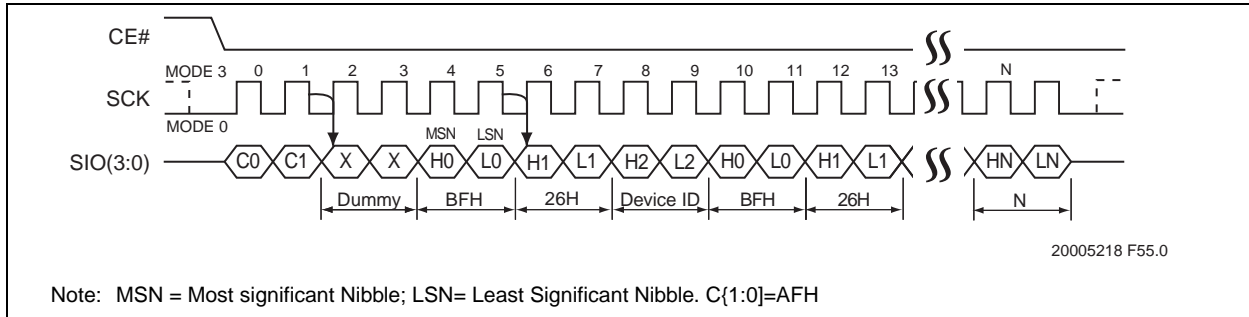 CE#
MODE 3 0 1 2 3 4 5 6 7 8 9 10 11 12 13 N
SCK
MODE 0
MSN LSN
SIO(3:0) C0 C1 X X H0 L0 H1 L1 H2 L2 H0 L0 H1 L1 HN LN
Dummy BFH 26H Device ID BFH 26H N
20005218 F55.0
Note: MSN = Most significant Nibble; LSN= Least Significant Nibble. C{1:0]=AFH